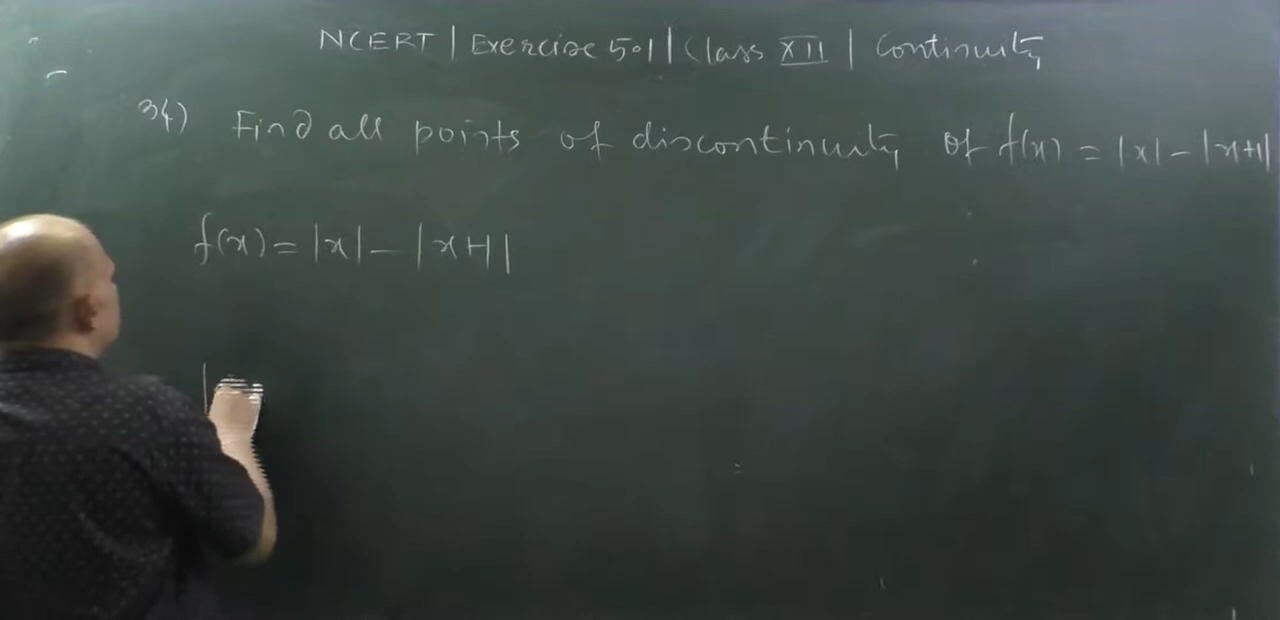 NCERT | Exercise 5.1 | Class XII | Continuity
34) Find all points of discontinuity of f(x) = |x| - |x+1|
f(x) = |x| - |x+1|